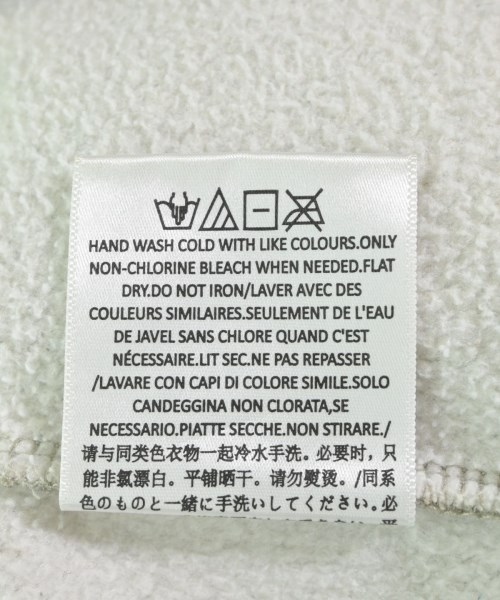 HAND WASH COLD WITH LIKE COLOURS.ONLY
NON-CHLORINE BLEACH WHEN NEEDED.FLAT
DRY.DO NOT IRON/LAVER AVEC DES
COULEURS SIMILAIRES.SEULEMENT DE L'EAU
DE JAVEL SANS CHLORE QUAND C'EST
NÉCESSAIRE.LIT SEC.NE PAS REPASSER
/LAVARE CON CAPI DI COLORE SIMILE.SOLO
CANDEGGINA NON CLORATA,SE
NECESSARIO.PIATTE SECCHE.NON STIRARE./
请与同类色衣物一起冷水手洗。必要时，只
能非氯漂白。平铺晒干。请勿熨烫。/同系
色のものと一緒に手洗いしてください。必